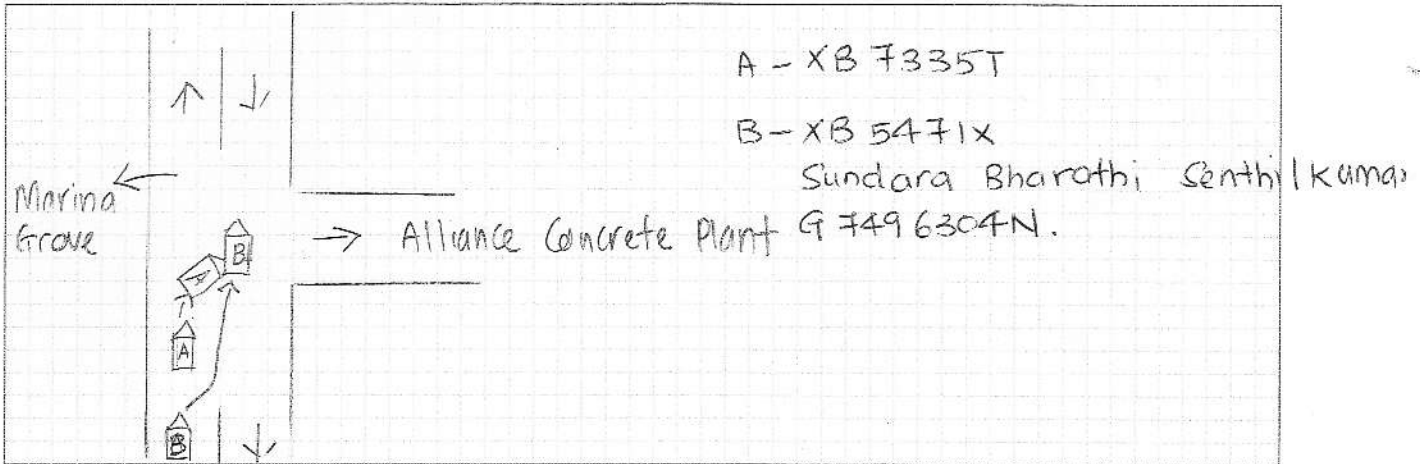 A - XB 7335T
B - XB 5471X
Sundara Bharathi Senthilkumar
G 7496304N.
Marina
Grove
Alliance Concrete Plant
B
A
A
B